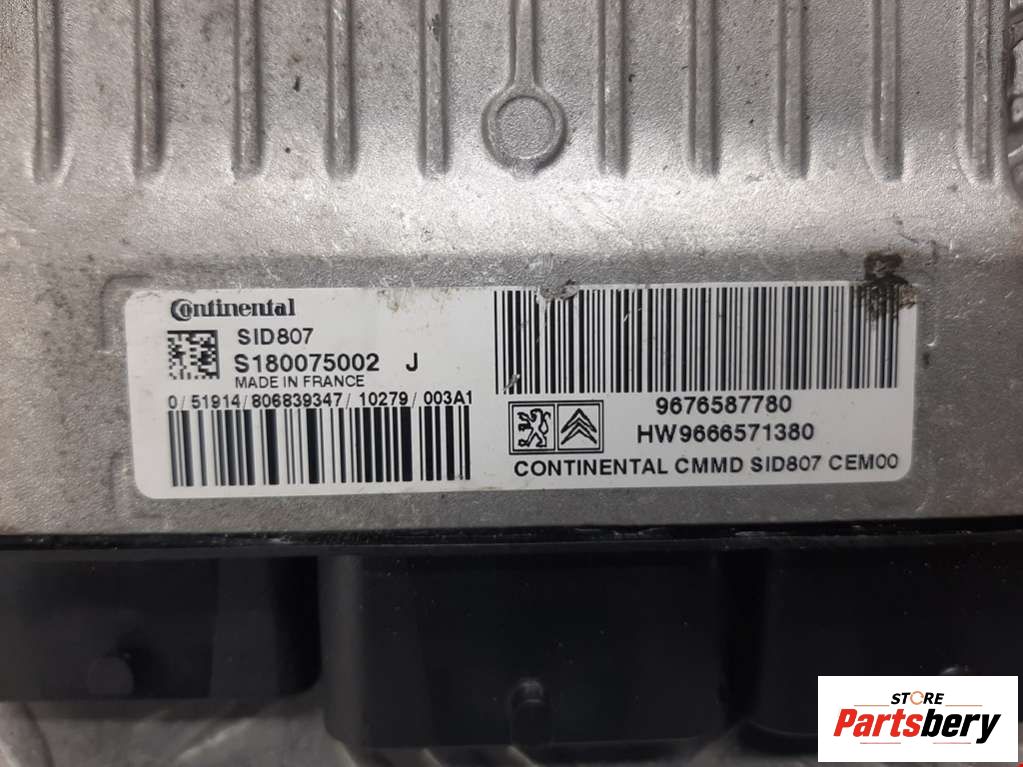 Continental
SID807
S180075002 J
MADE IN FRANCE
0/51914/806839347/10279/003A1
9676587780
HW9666571380
CONTINENTAL CMMD SID807 CEM00
STORE
Partsbery